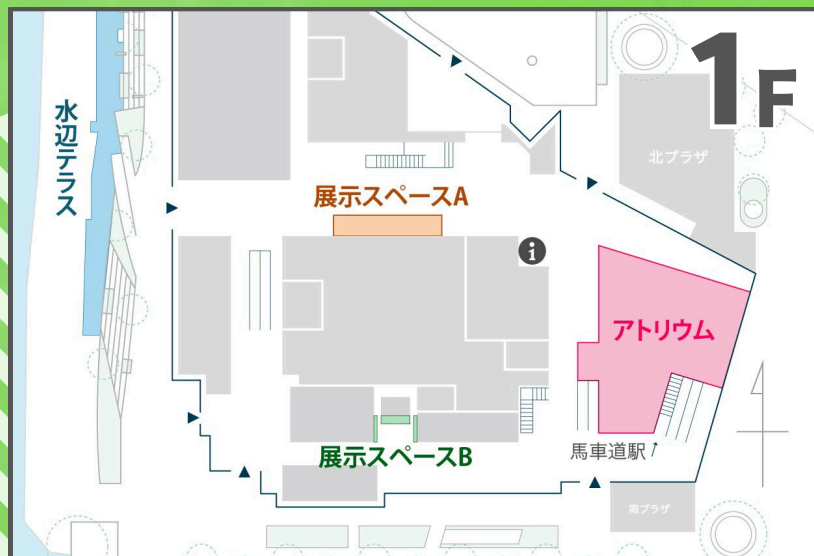 1F
水辺テラス
北プラザ
展示スペースA
i
アトリウム
展示スペースB
馬車道駅↑
南プラザ